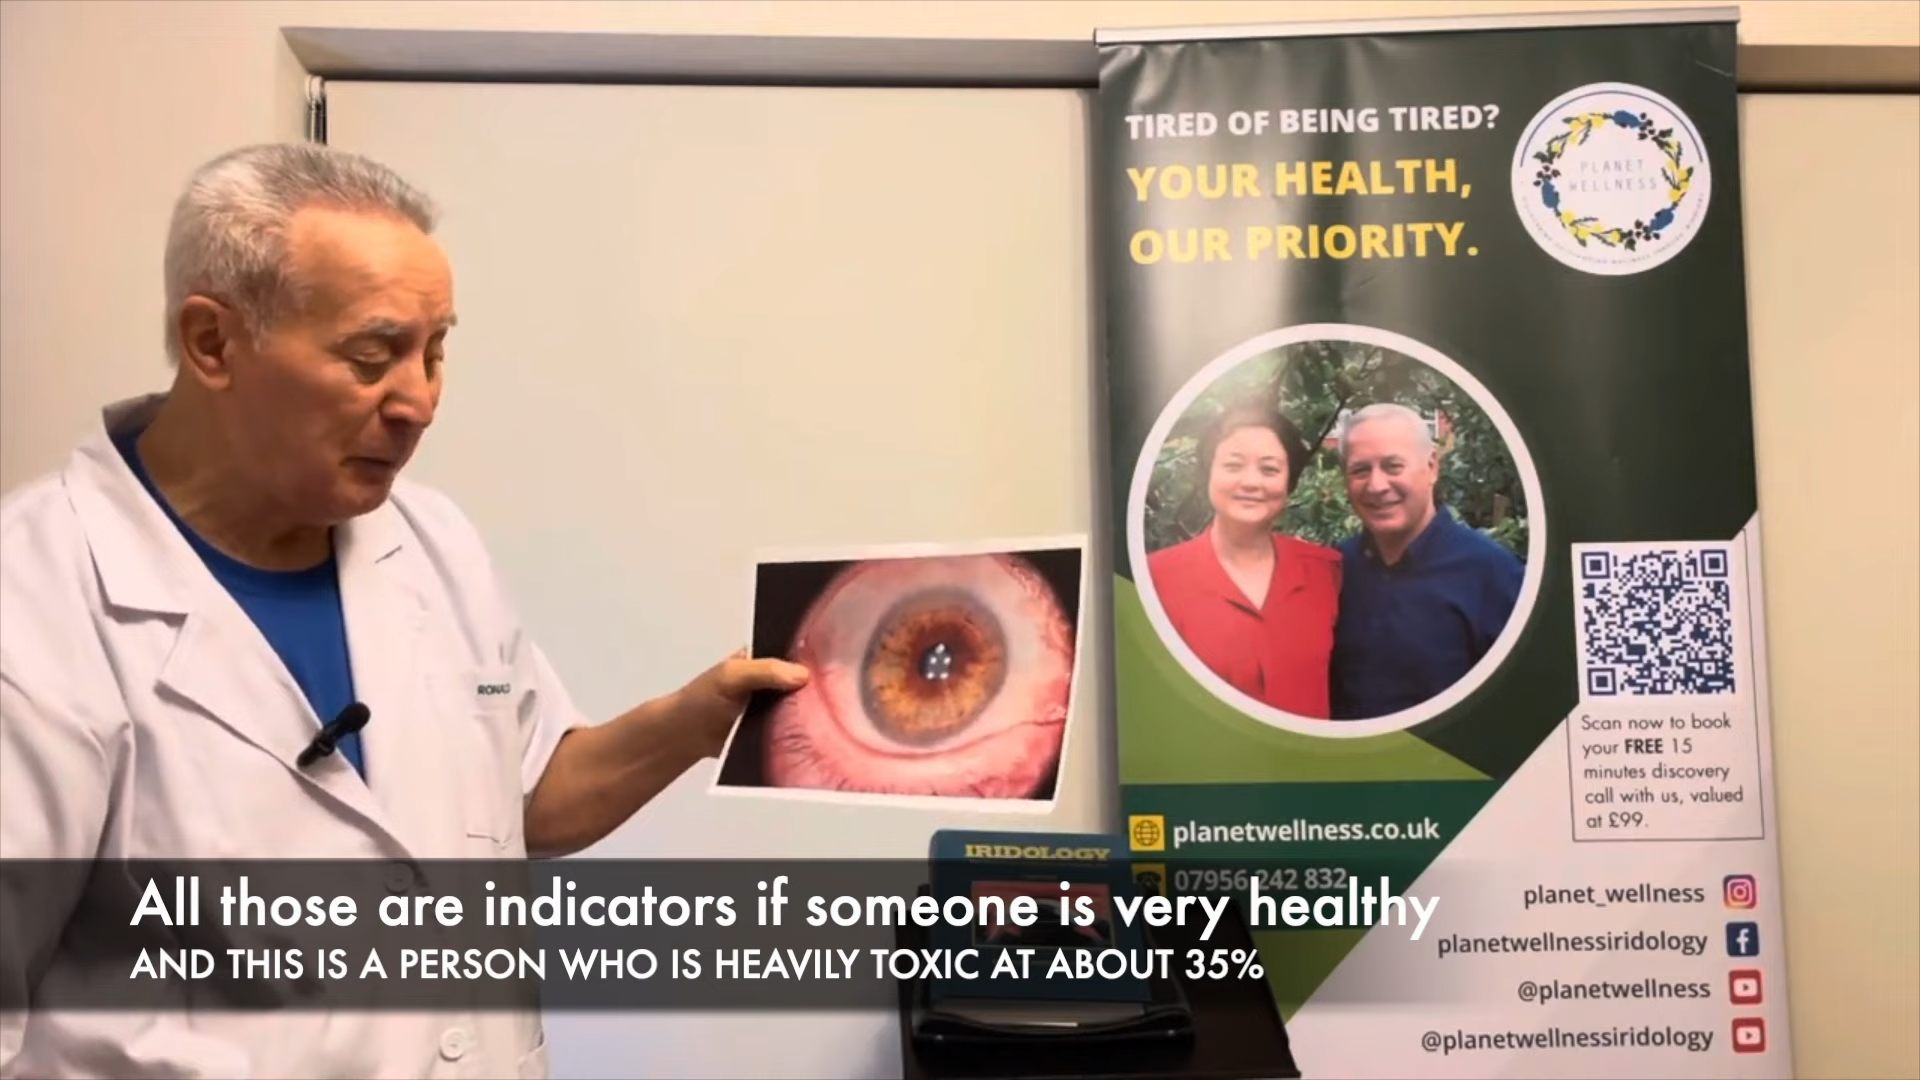 TIRED OF BEING TIRED?
YOUR HEALTH,
OUR PRIORITY.
PLANET
WELLNESS
RONALD
Scan now to book
your FREE 15
minutes discovery
call with us, valued
at £99.
planetwellness.co.uk
07956 242 832
IRIDOLOGY
planet_wellness
planetwellnessiridology
@planetwellness
@planetwellnessiridology
All those are indicators if someone is very healthy
AND THIS IS A PERSON WHO IS HEAVILY TOXIC AT ABOUT 35%